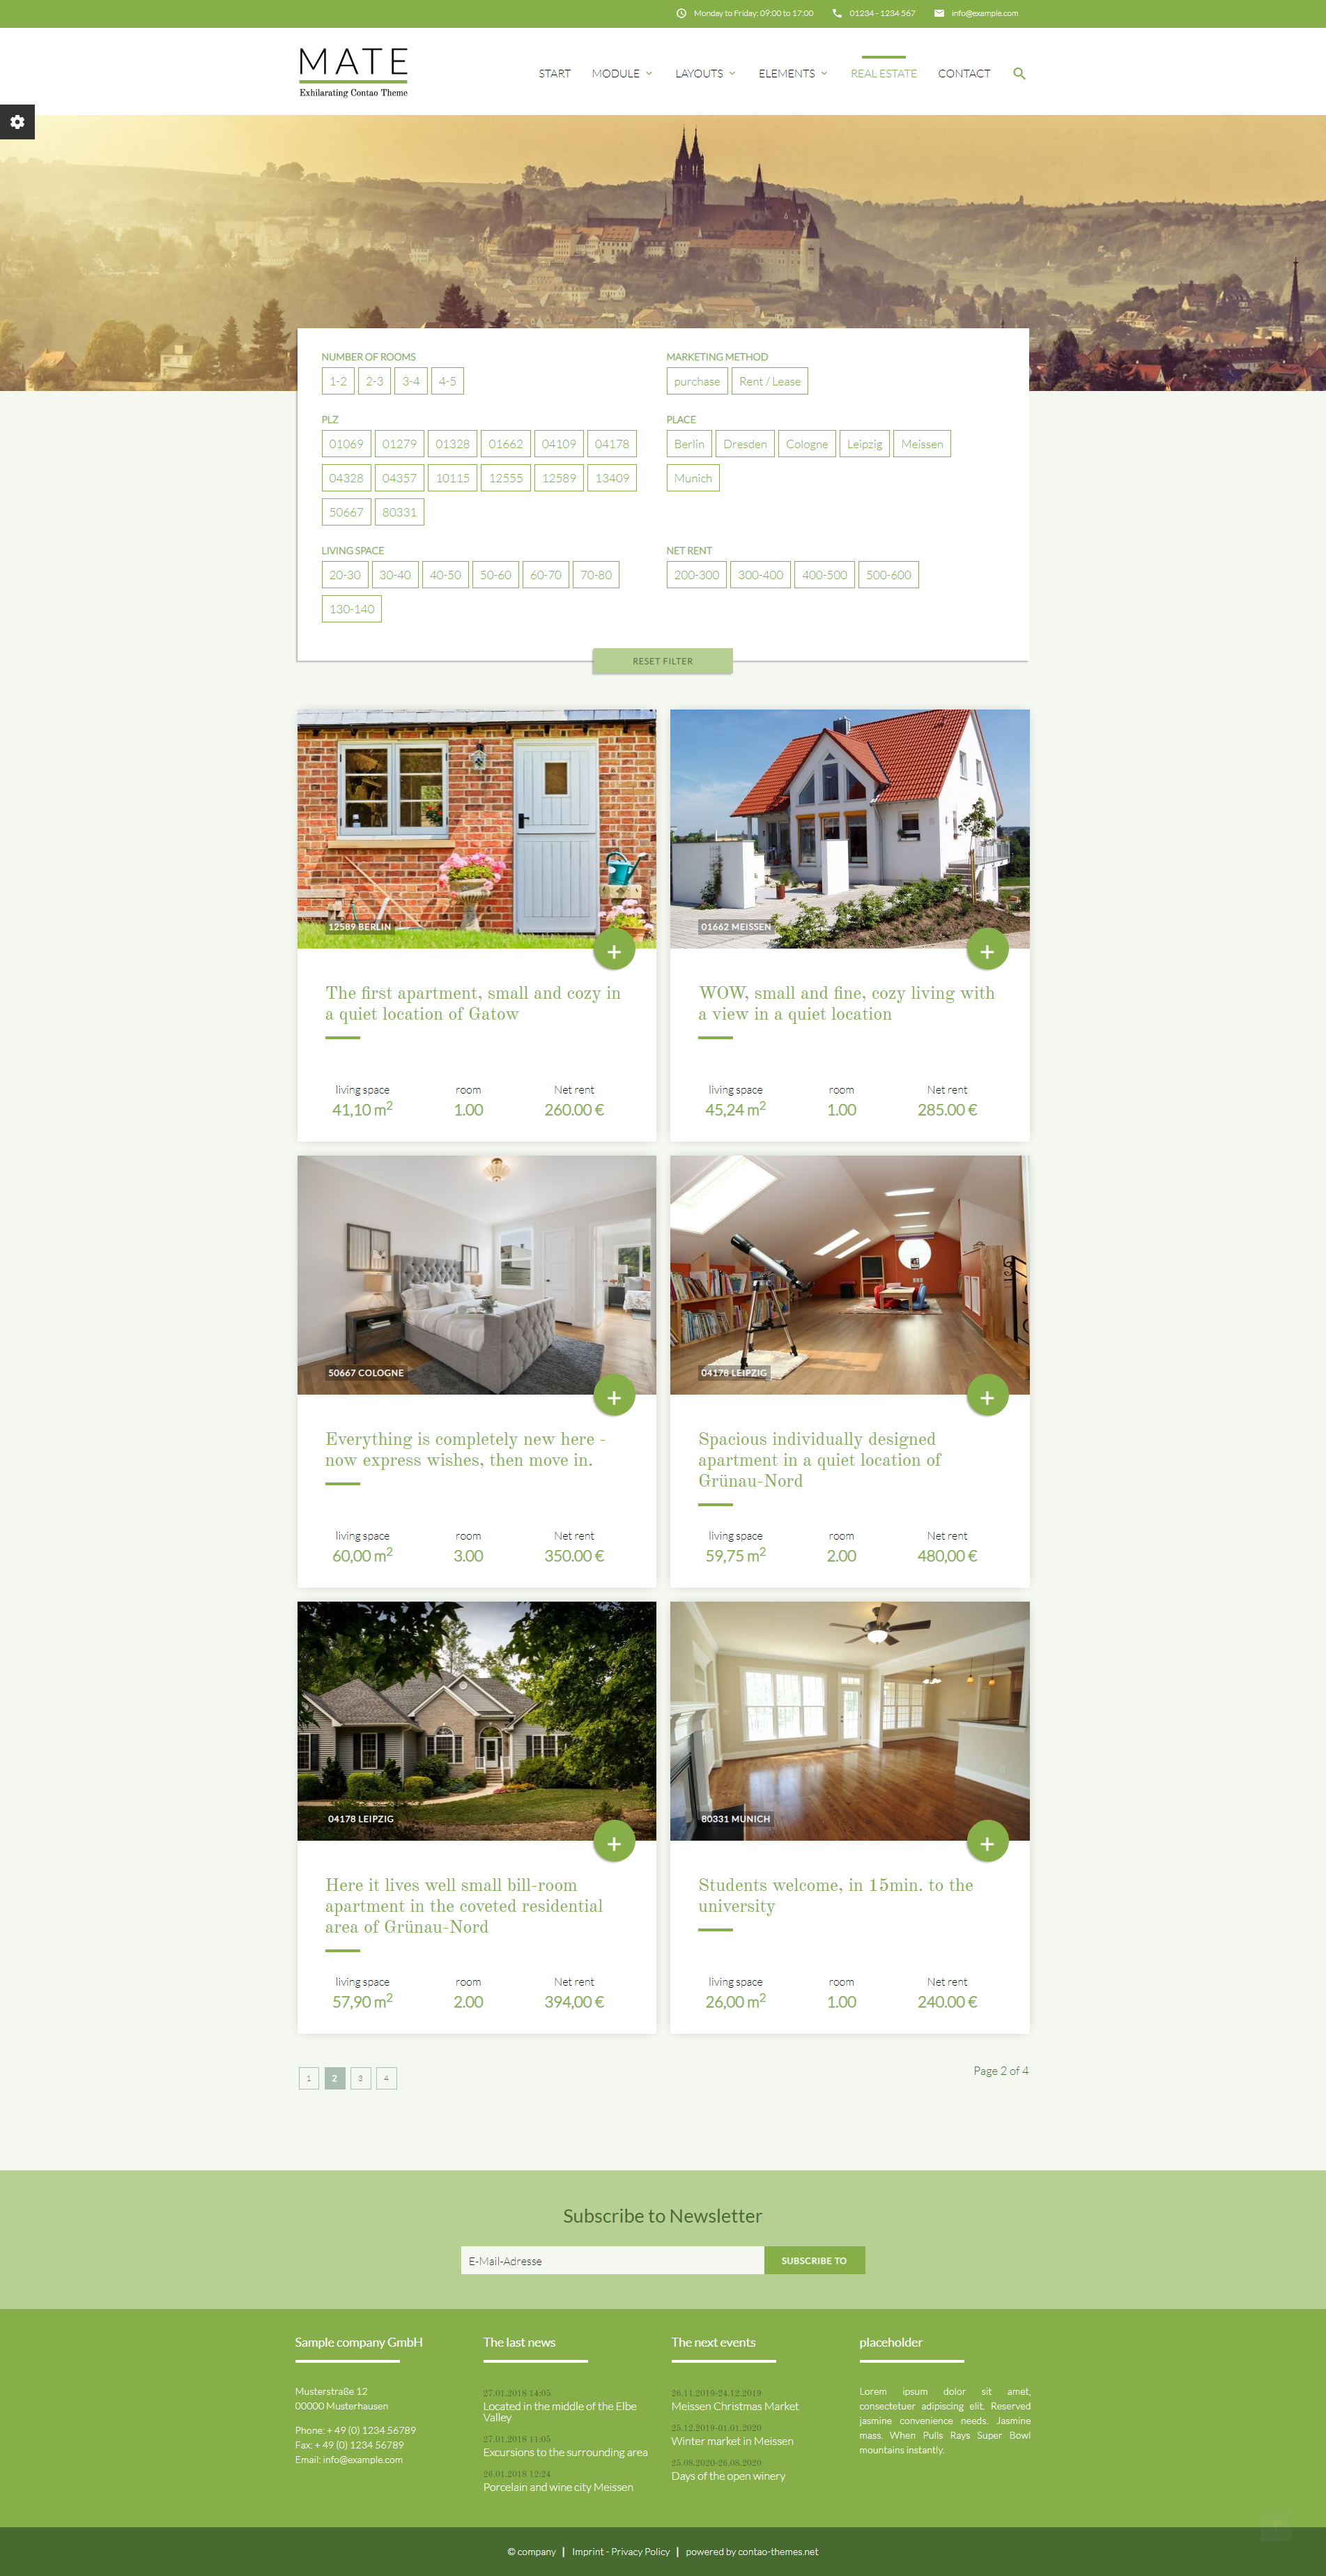 Monday to Friday: 09:00 to 17:00 01234 - 1234 567 info@example.com
MATE
Exhilarating Contao Theme
START MODULE LAYOUTS ELEMENTS REAL ESTATE CONTACT
NUMBER OF ROOMS
1-2 2-3 3-4 4-5
MARKETING METHOD
purchase Rent / Lease
PLZ
01069 01279 01328 01662 04109 04178
04328 04357 10115 12555 12589 13409
50667 80331
PLACE
Berlin Dresden Cologne Leipzig Meissen
Munich
LIVING SPACE
20-30 30-40 40-50 50-60 60-70 70-80
130-140
NET RENT
200-300 300-400 400-500 500-600
RESET FILTER
12589 BERLIN
The first apartment, small and cozy in
a quiet location of Gatow
living space room Net rent
41,10 m² 1.00 260.00 €
01662 MEISSEN
WOW, small and fine, cozy living with
a view in a quiet location
living space room Net rent
45,24 m² 1.00 285.00 €
50667 COLOGNE
Everything is completely new here -
now express wishes, then move in.
living space room Net rent
60,00 m² 3.00 350.00 €
04178 LEIPZIG
Spacious individually designed
apartment in a quiet location of
Grünau-Nord
living space room Net rent
59,75 m² 2.00 480,00 €
04178 LEIPZIG
Here it lives well small bill-room
apartment in the coveted residential
area of Grünau-Nord
living space room Net rent
57,90 m² 2.00 394,00 €
80331 MUNICH
Students welcome, in 15min. to the
university
living space room Net rent
26,00 m² 1.00 240.00 €
1 2 3 4
Page 2 of 4
Subscribe to Newsletter
E-Mail-Adresse SUBSCRIBE TO
Sample company GmbH
Musterstraße 12
00000 Musterhausen
Phone: + 49 (0) 1234 56789
Fax: + 49 (0) 1234 56789
Email: info@example.com
The last news
27.01.2018 14:05
Located in the middle of the Elbe
Valley
27.01.2018 11:05
Excursions to the surrounding area
26.01.2018 12:24
Porcelain and wine city Meissen
The next events
26.11.2019-24.12.2019
Meissen Christmas Market
25.12.2019-01.01.2020
Winter market in Meissen
25.08.2020-26.08.2020
Days of the open winery
placeholder
Lorem ipsum dolor sit amet,
consectetuer adipiscing elit. Reserved
jasmine convenience needs. Jasmine
mass. When Pulls Rays Super Bowl
mountains instantly.
© company | Imprint - Privacy Policy | powered by contao-themes.net